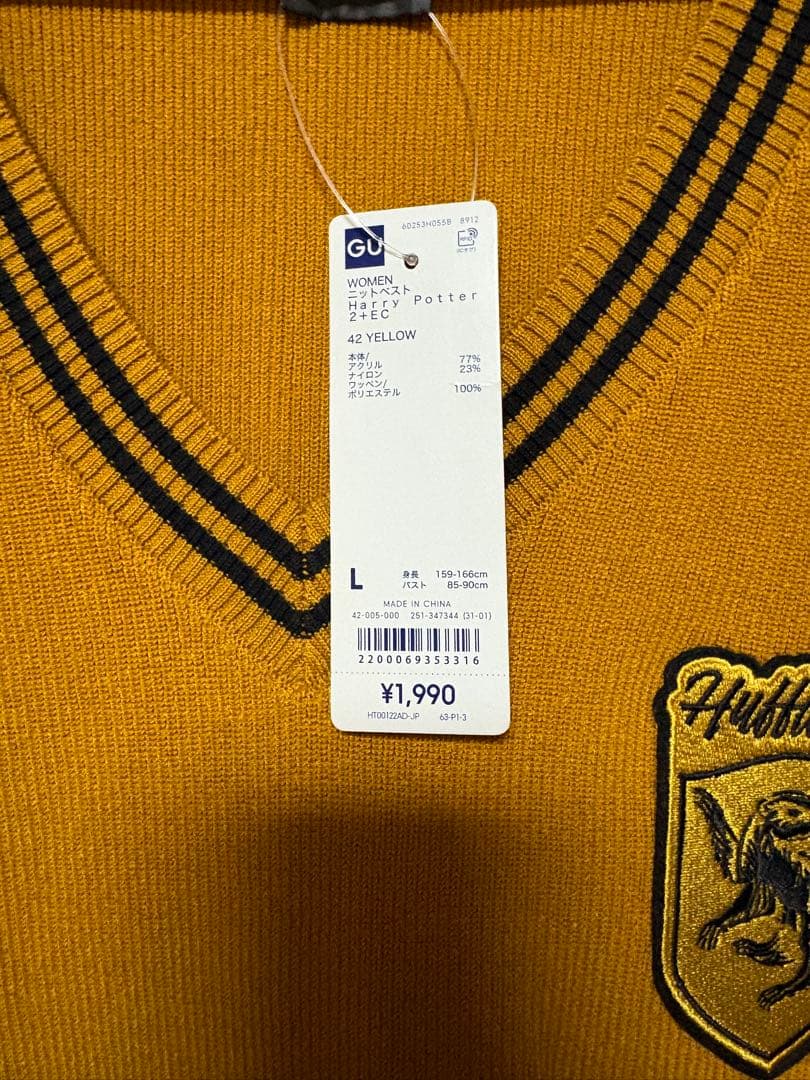 60253H055B 8912
GU
WOMEN
ニットベスト
Harry Potter
2+EC
42 YELLOW
本体/
アクリル 77%
ナイロン 23%
ワッペン/
ポリエステル 100%
L 身長 159-166cm
バスト 85-90cm
MADE IN CHINA
42-005-000 251-347344 (31-01)
2200069353316
¥1,990
HT00122AD-JP 63-P1-3